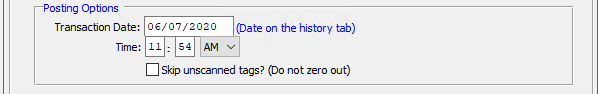 Posting Options
Transaction Date: 06/07/2020 (Date on the history tab)
Time: 11 : 54 AM
Skip unscanned tags? (Do not zero out)